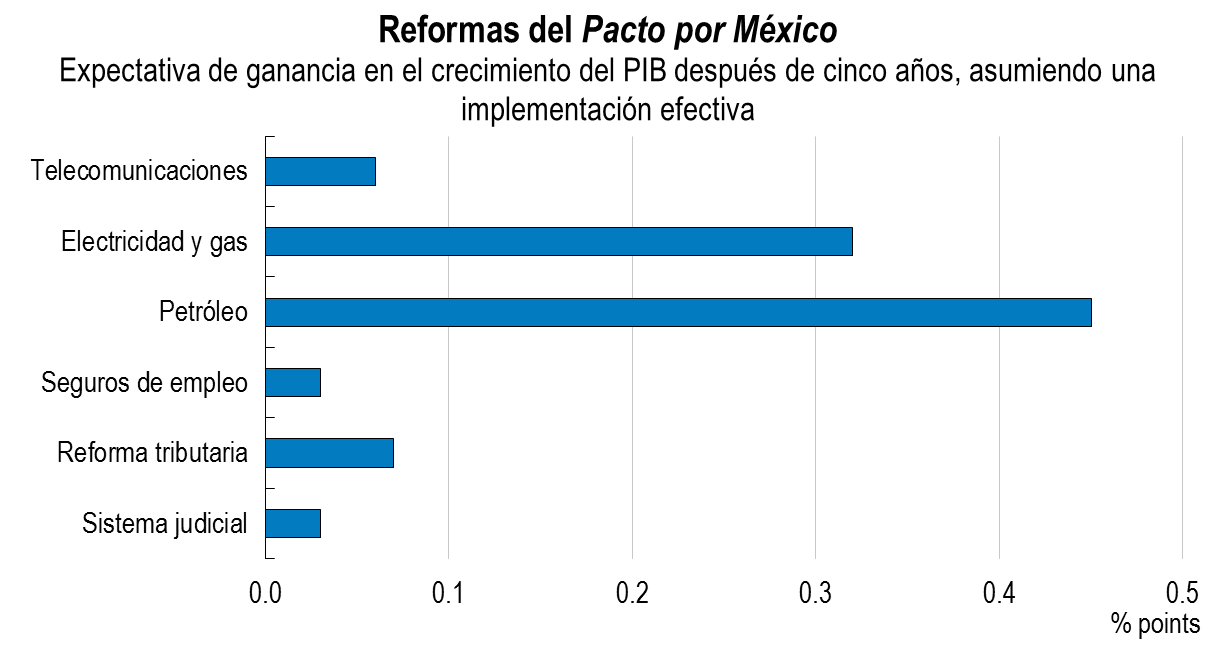 Reformas del Pacto por México
Expectativa de ganancia en el crecimiento del PIB después de cinco años, asumiendo una
implementación efectiva
Telecomunicaciones
Electricidad y gas
Petróleo
Seguros de empleo
Reforma tributaria
Sistema judicial
0.0 0.1 0.2 0.3 0.4 0.5
% points